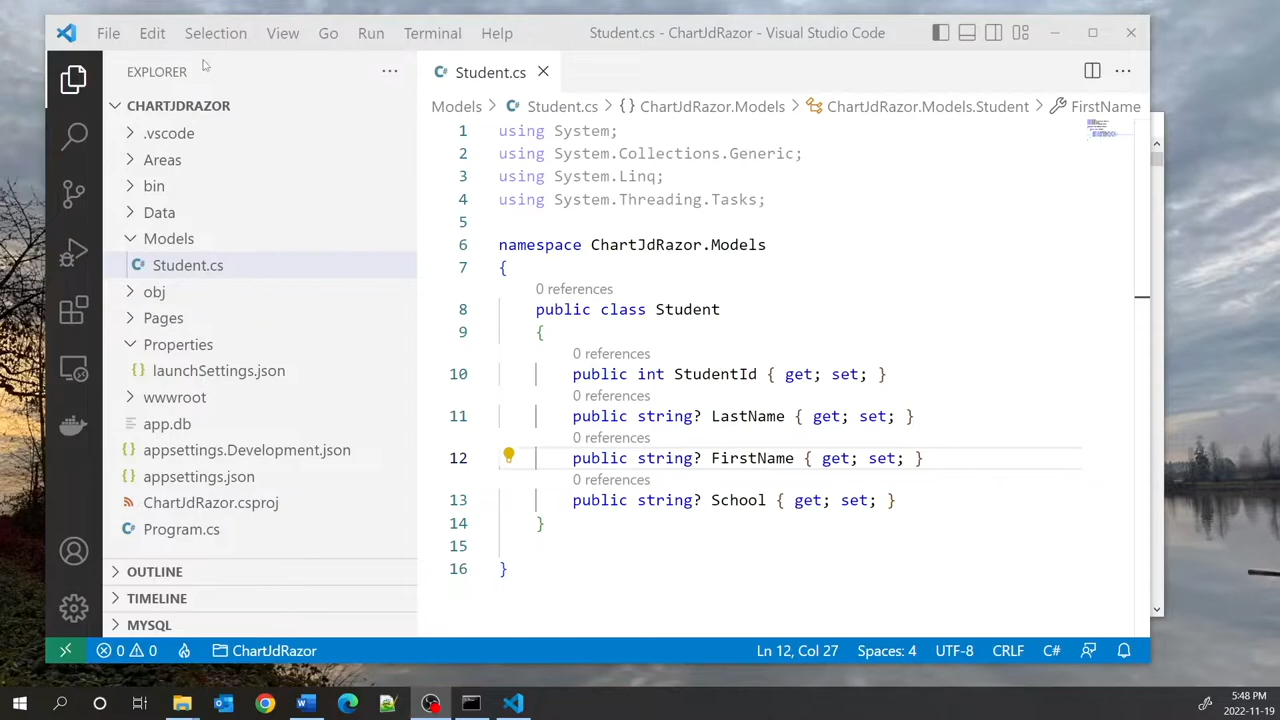 File Edit Selection View Go Run Terminal Help Student.cs - ChartJdRazor - Visual Studio Code
EXPLORER
CHARTJDRAZOR
.vscode
Areas
bin
Data
Models
Student.cs
obj
Pages
Properties
launchSettings.json
wwwroot
app.db
appsettings.Development.json
appsettings.json
ChartJdRazor.csproj
Program.cs
OUTLINE
TIMELINE
MYSQL
Student.cs
Models > Student.cs > {} ChartJdRazor.Models > ChartJdRazor.Models.Student > FirstName
1 using System;
2 using System.Collections.Generic;
3 using System.Linq;
4 using System.Threading.Tasks;
5
6 namespace ChartJdRazor.Models
7 {
0 references
8 public class Student
9 {
0 references
10 public int StudentId { get; set; }
0 references
11 public string? LastName { get; set; }
0 references
12 public string? FirstName { get; set; }
0 references
13 public string? School { get; set; }
14 }
15
16 }
0 0 ChartJdRazor Ln 12, Col 27 Spaces: 4 UTF-8 CRLF C#
5:48 PM
2022-11-19